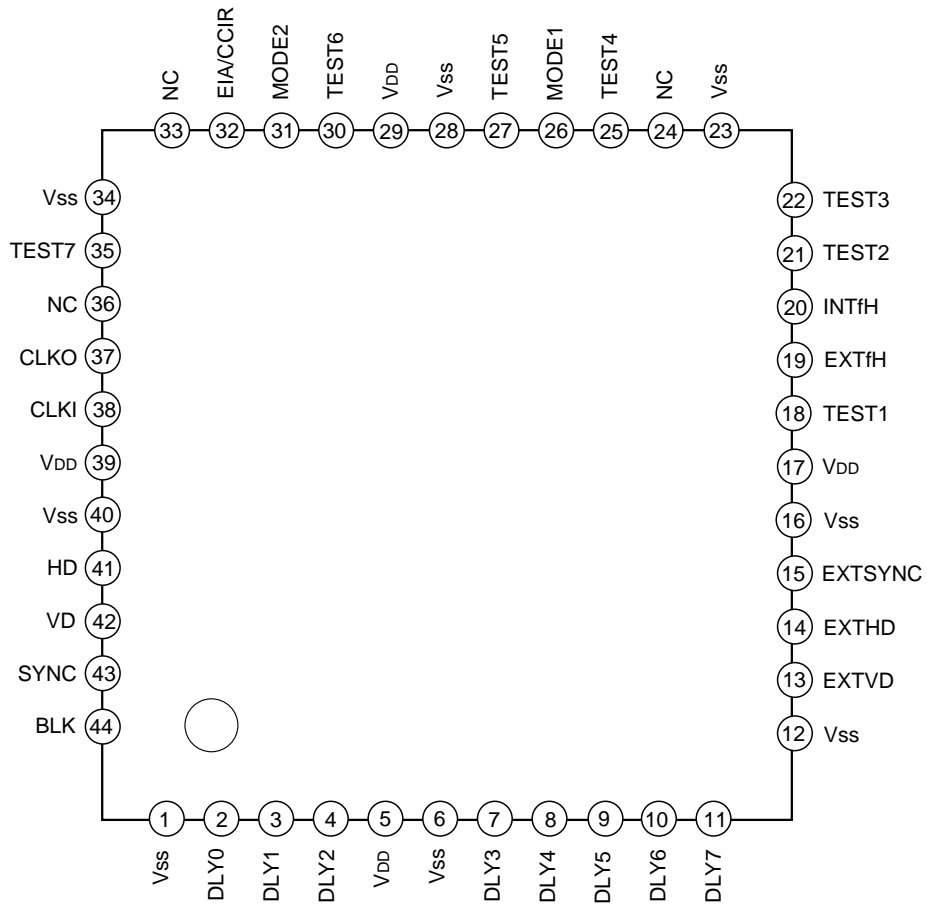 NC
EIA/CCIR
MODE2
TEST6
VDD
Vss
TEST5
MODE1
TEST4
NC
Vss
33
32
31
30
29
28
27
26
25
24
23
Vss 34
22 TEST3
TEST7 35
21 TEST2
NC 36
20 INTfH
CLKO 37
19 EXTfH
CLKI 38
18 TEST1
VDD 39
17 VDD
Vss 40
16 Vss
HD 41
15 EXTSYNC
VD 42
14 EXTHD
SYNC 43
13 EXTVD
BLK 44
12 Vss
1
2
3
4
5
6
7
8
9
10
11
Vss
DLY0
DLY1
DLY2
VDD
Vss
DLY3
DLY4
DLY5
DLY6
DLY7